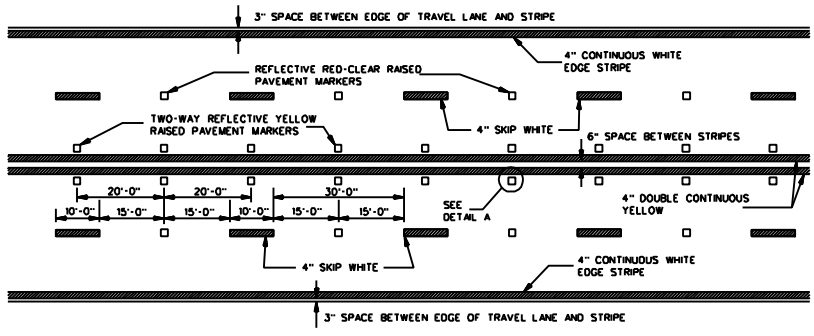 3" SPACE BETWEEN EDGE OF TRAVEL LANE AND STRIPE
4" CONTINUOUS WHITE
EDGE STRIPE
REFLECTIVE RED-CLEAR RAISED
PAVEMENT MARKERS
TWO-WAY REFLECTIVE YELLOW
RAISED PAVEMENT MARKERS
4" SKIP WHITE
6" SPACE BETWEEN STRIPES
20'-0" 20'-0" 30'-0"
10'-0" 15'-0" 15'-0" 10'-0" 15'-0" 15'-0"
SEE
DETAIL A
4" DOUBLE CONTINUOUS
YELLOW
4" SKIP WHITE
4" CONTINUOUS WHITE
EDGE STRIPE
3" SPACE BETWEEN EDGE OF TRAVEL LANE AND STRIPE